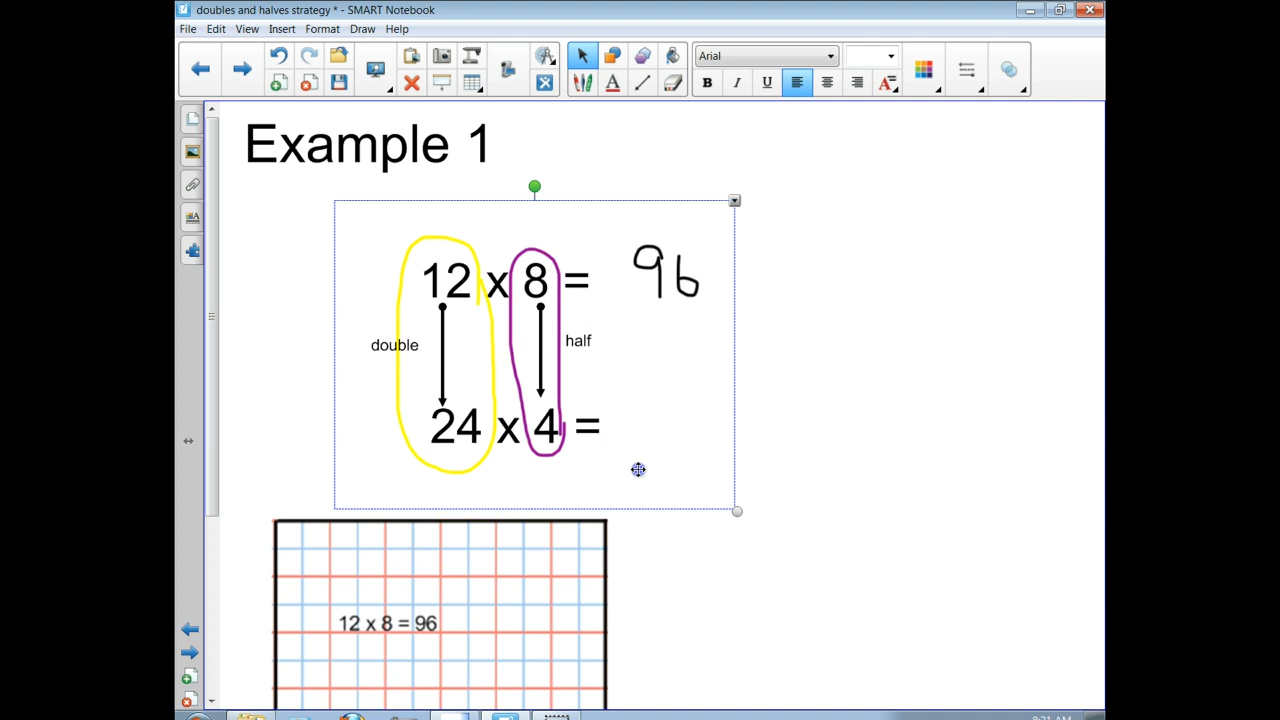 doubles and halves strategy * - SMART Notebook
File Edit View Insert Format Draw Help
Arial
B I U A
Example 1
12 x 8 = 96
double half
24 x 4 =
12 x 8 = 96